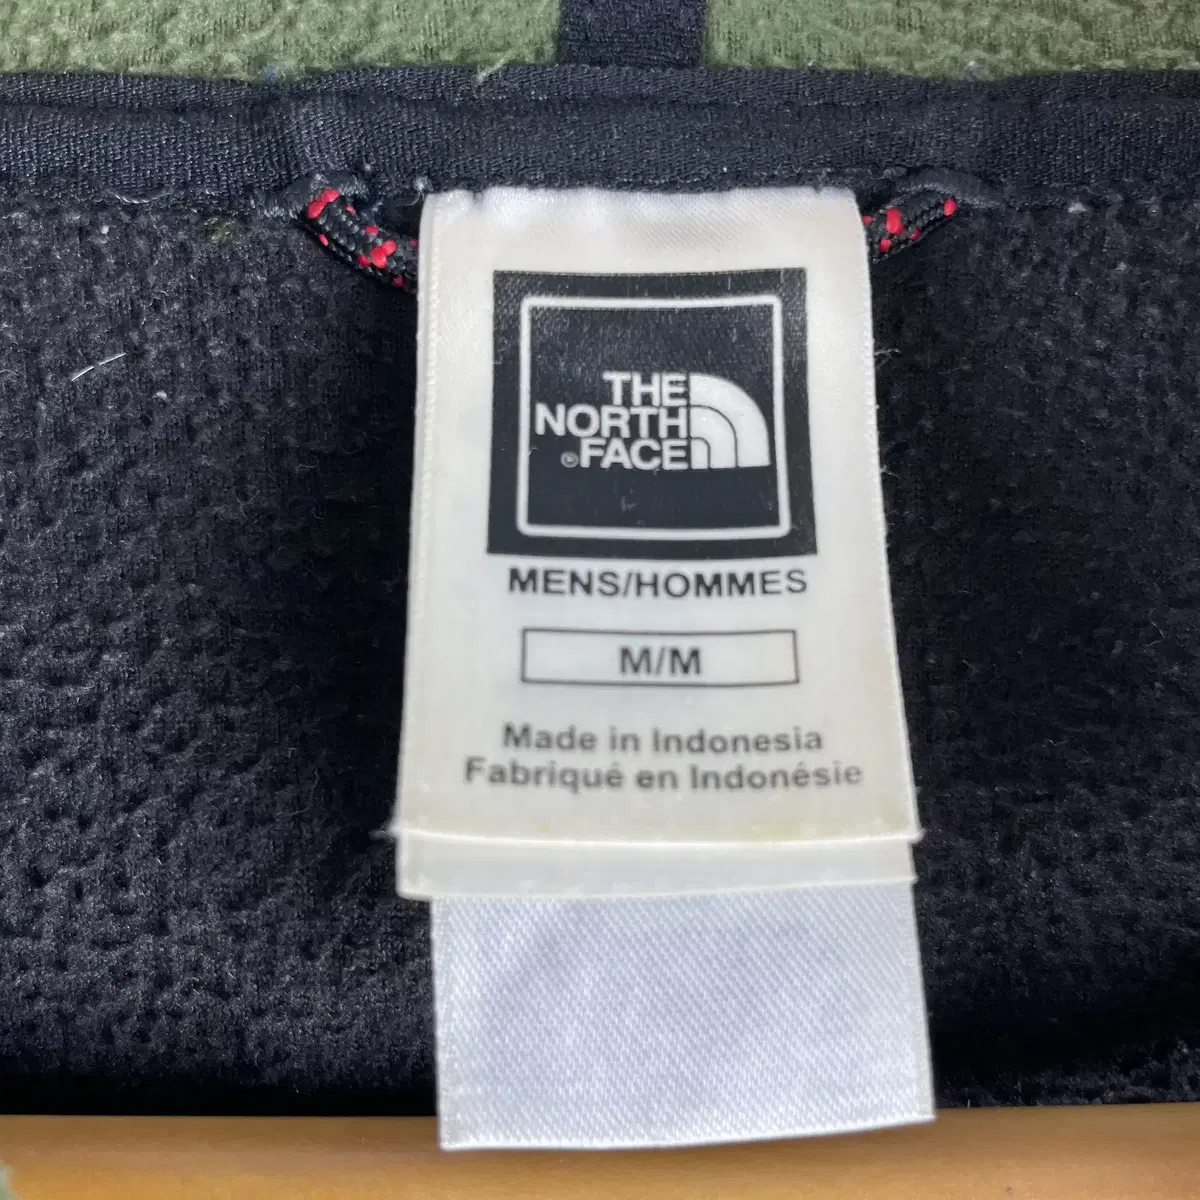 THE
NORTH
FACE
MENS/HOMMES
M/M
Made in Indonesia
Fabriqué en Indonésie